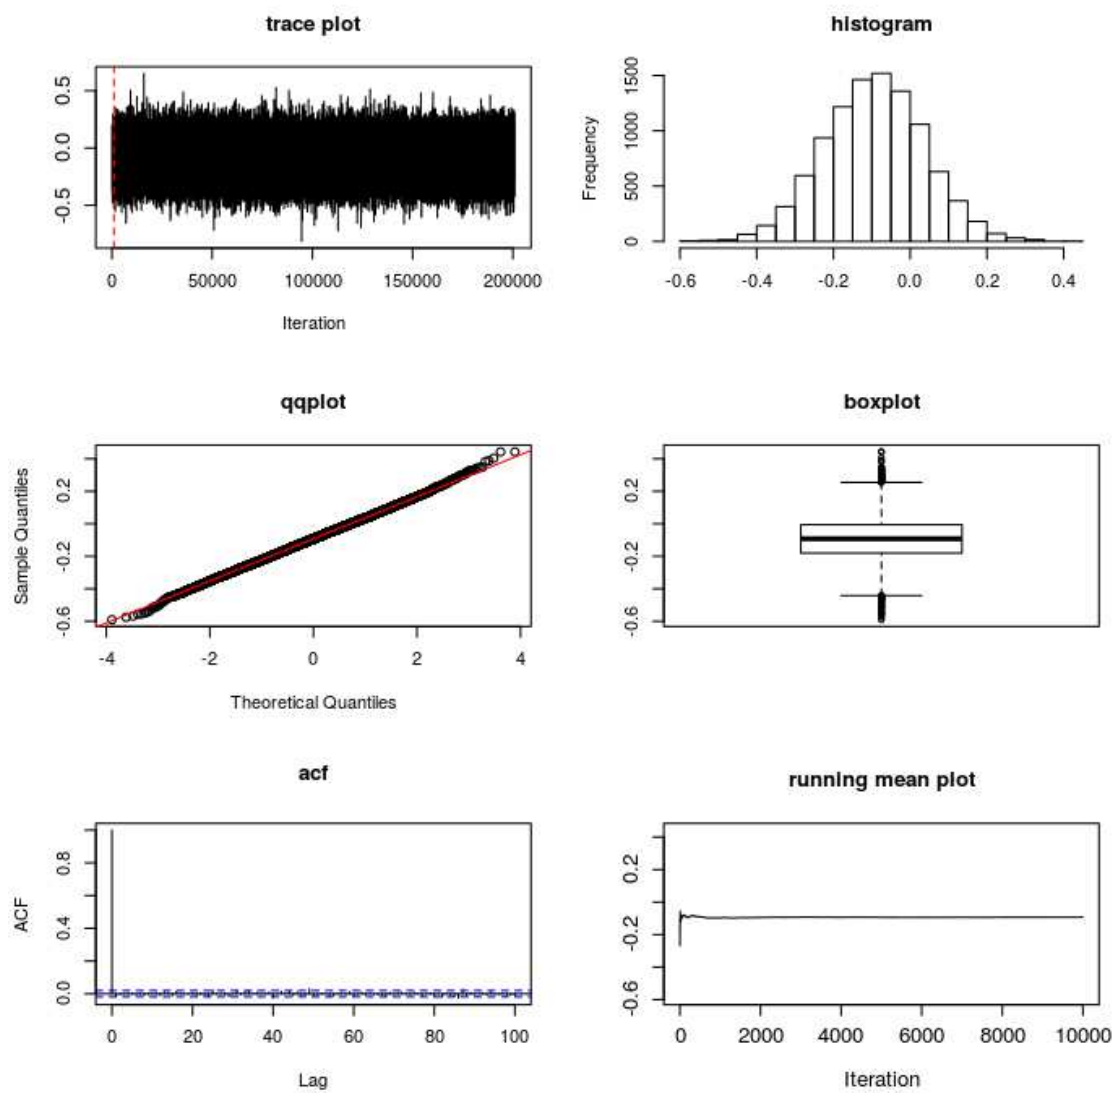 trace plot
0.5
0.0
-0.5
0 50000 100000 150000 200000
Iteration
histogram
Frequency
1500
1000
500
0
-0.6 -0.4 -0.2 0.0 0.2 0.4
qqplot
Sample Quantiles
0.2
-0.2
-0.6
-4 -2 0 2 4
Theoretical Quantiles
boxplot
0.2
-0.2
-0.6
acf
ACF
0.8
0.4
0.0
0 20 40 60 80 100
Lag
running mean plot
0.2
-0.2
-0.6
0 2000 4000 6000 8000 10000
Iteration